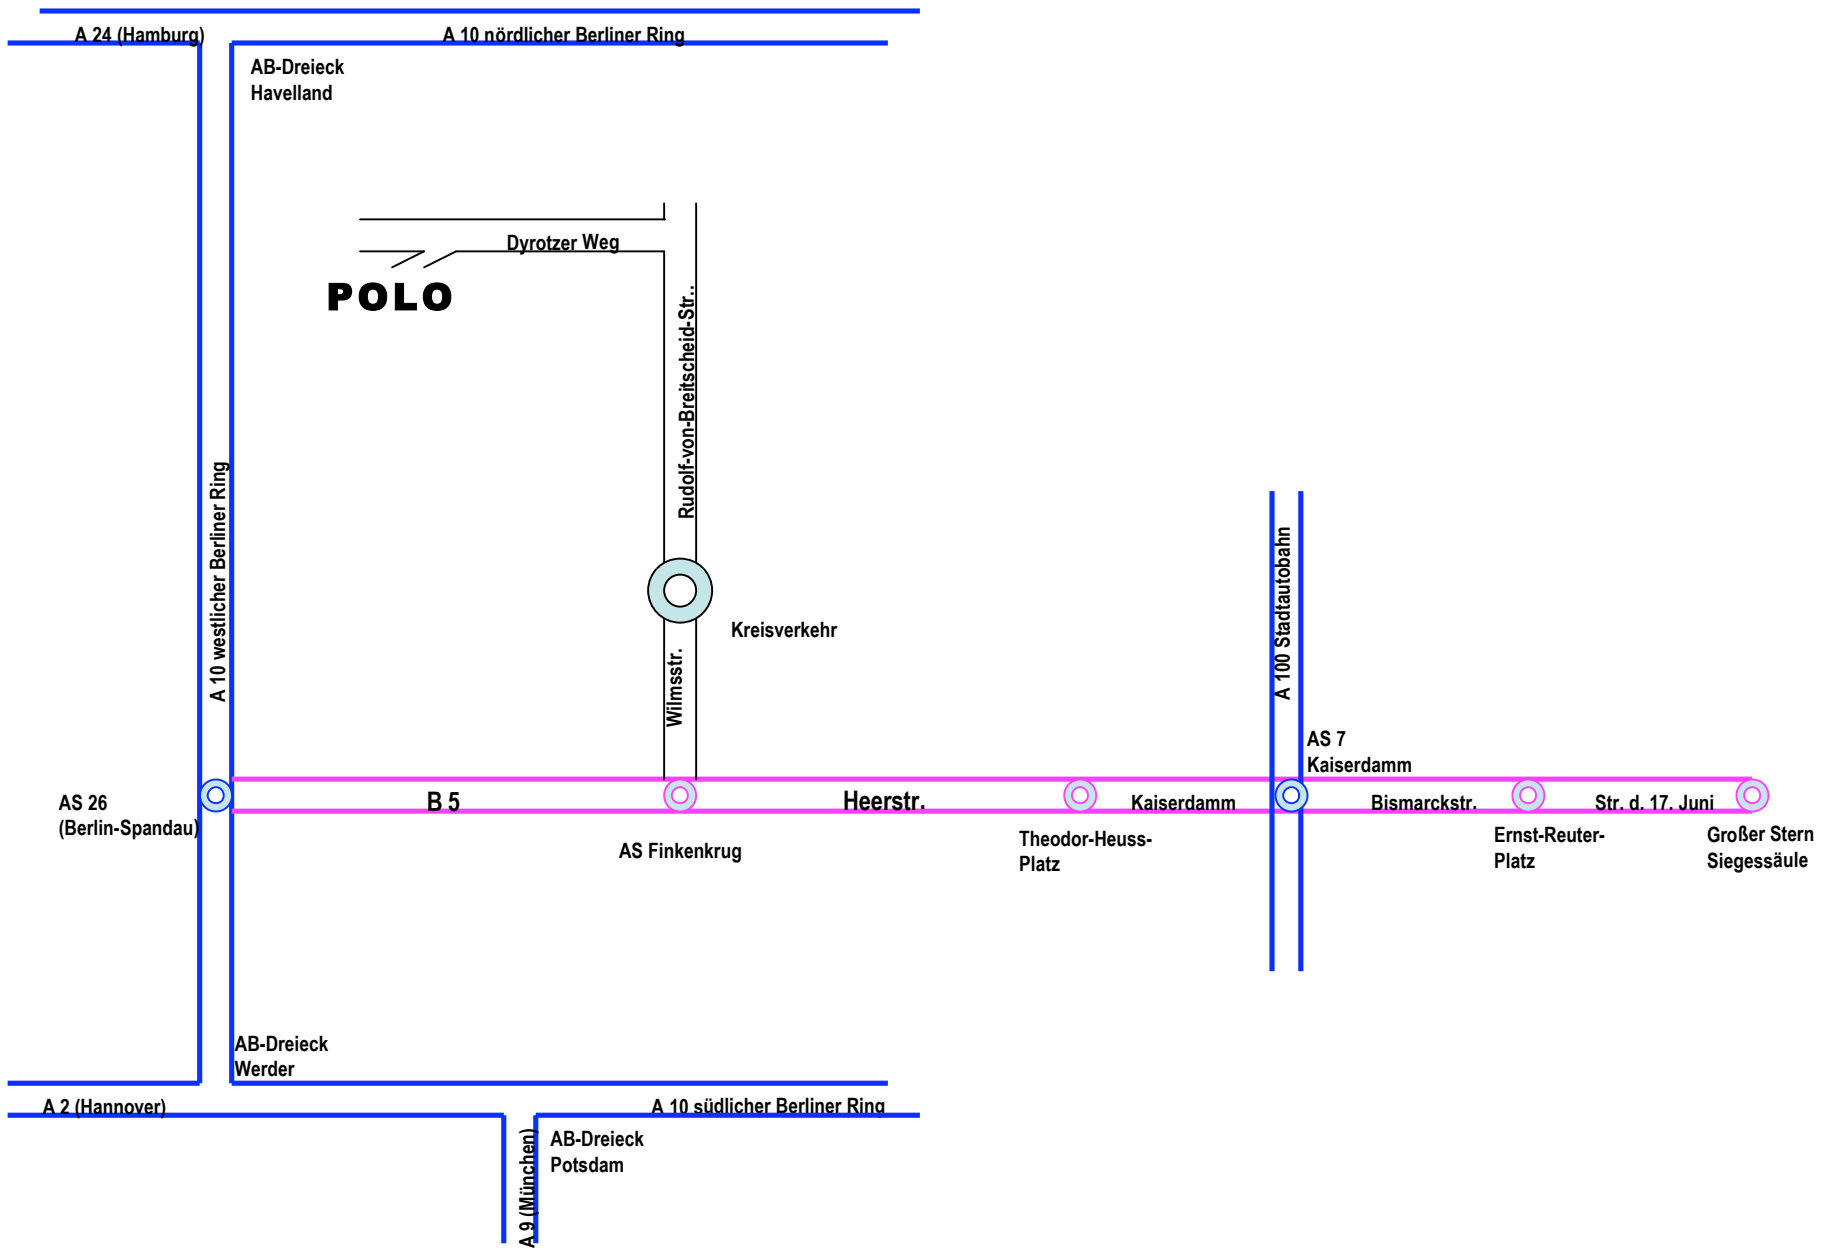 A 24 (Hamburg)
A 10 nördlicher Berliner Ring
AB-Dreieck
Havelland
Dyrotzer Weg
POLO
Rudolf-von-Breitscheid-Str..
A 10 westlicher Berliner Ring
Kreisverkehr
Wilmsstr.
A 100 Stadtautobahn
AS 7
Kaiserdamm
AS 26
(Berlin-Spandau)
B 5
Heerstr.
Kaiserdamm
Bismarckstr.
Str. d. 17. Juni
AS Finkenkrug
Theodor-Heuss-
Platz
Ernst-Reuter-
Platz
Großer Stern
Siegessäule
AB-Dreieck
Werder
A 2 (Hannover)
A 10 südlicher Berliner Ring
A 9 (München)
AB-Dreieck
Potsdam